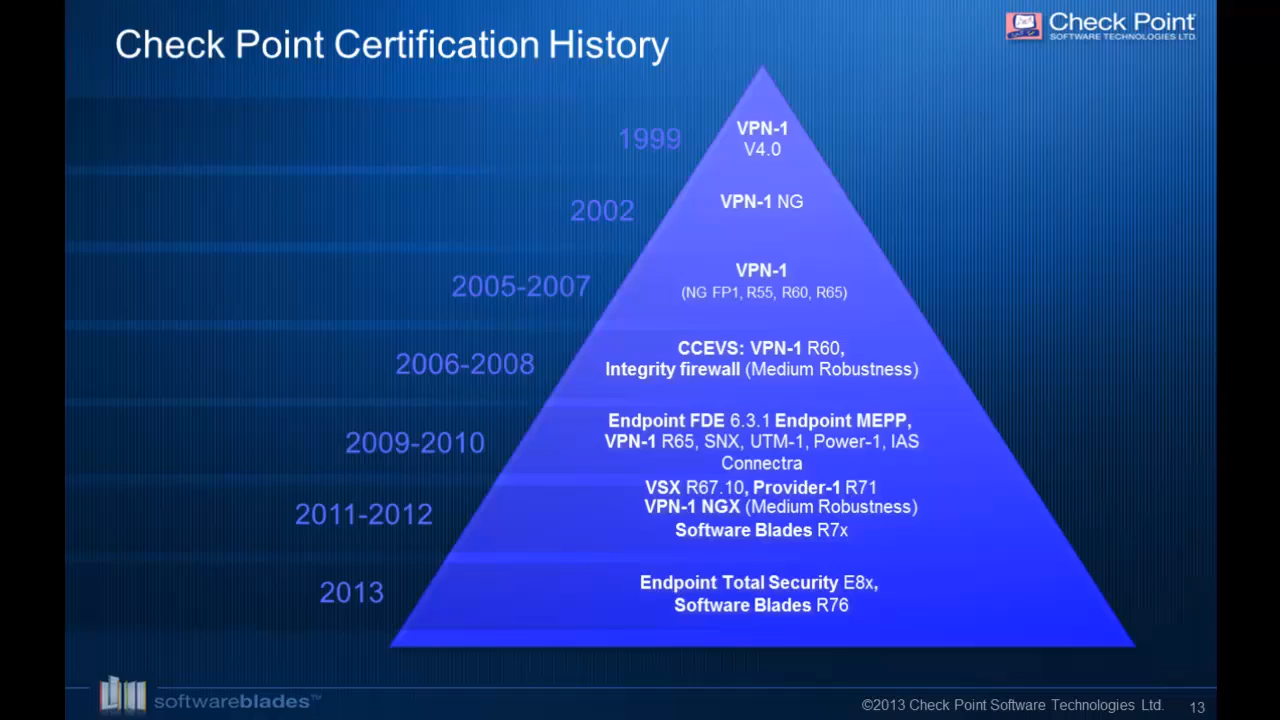 Check Point Certification History
Check Point
SOFTWARE TECHNOLOGIES LTD.
1999
VPN-1
V4.0
2002
VPN-1 NG
2005-2007
VPN-1
(NG FP1, R55, R60, R65)
2006-2008
CCEVS: VPN-1 R60,
Integrity firewall (Medium Robustness)
2009-2010
Endpoint FDE 6.3.1 Endpoint MEPP,
VPN-1 R65, SNX, UTM-1, Power-1, IAS
Connectra
2011-2012
VSX R67.10, Provider-1 R71
VPN-1 NGX (Medium Robustness)
Software Blades R7x
2013
Endpoint Total Security E8x,
Software Blades R76
softwareblades™
©2013 Check Point Software Technologies Ltd.
13